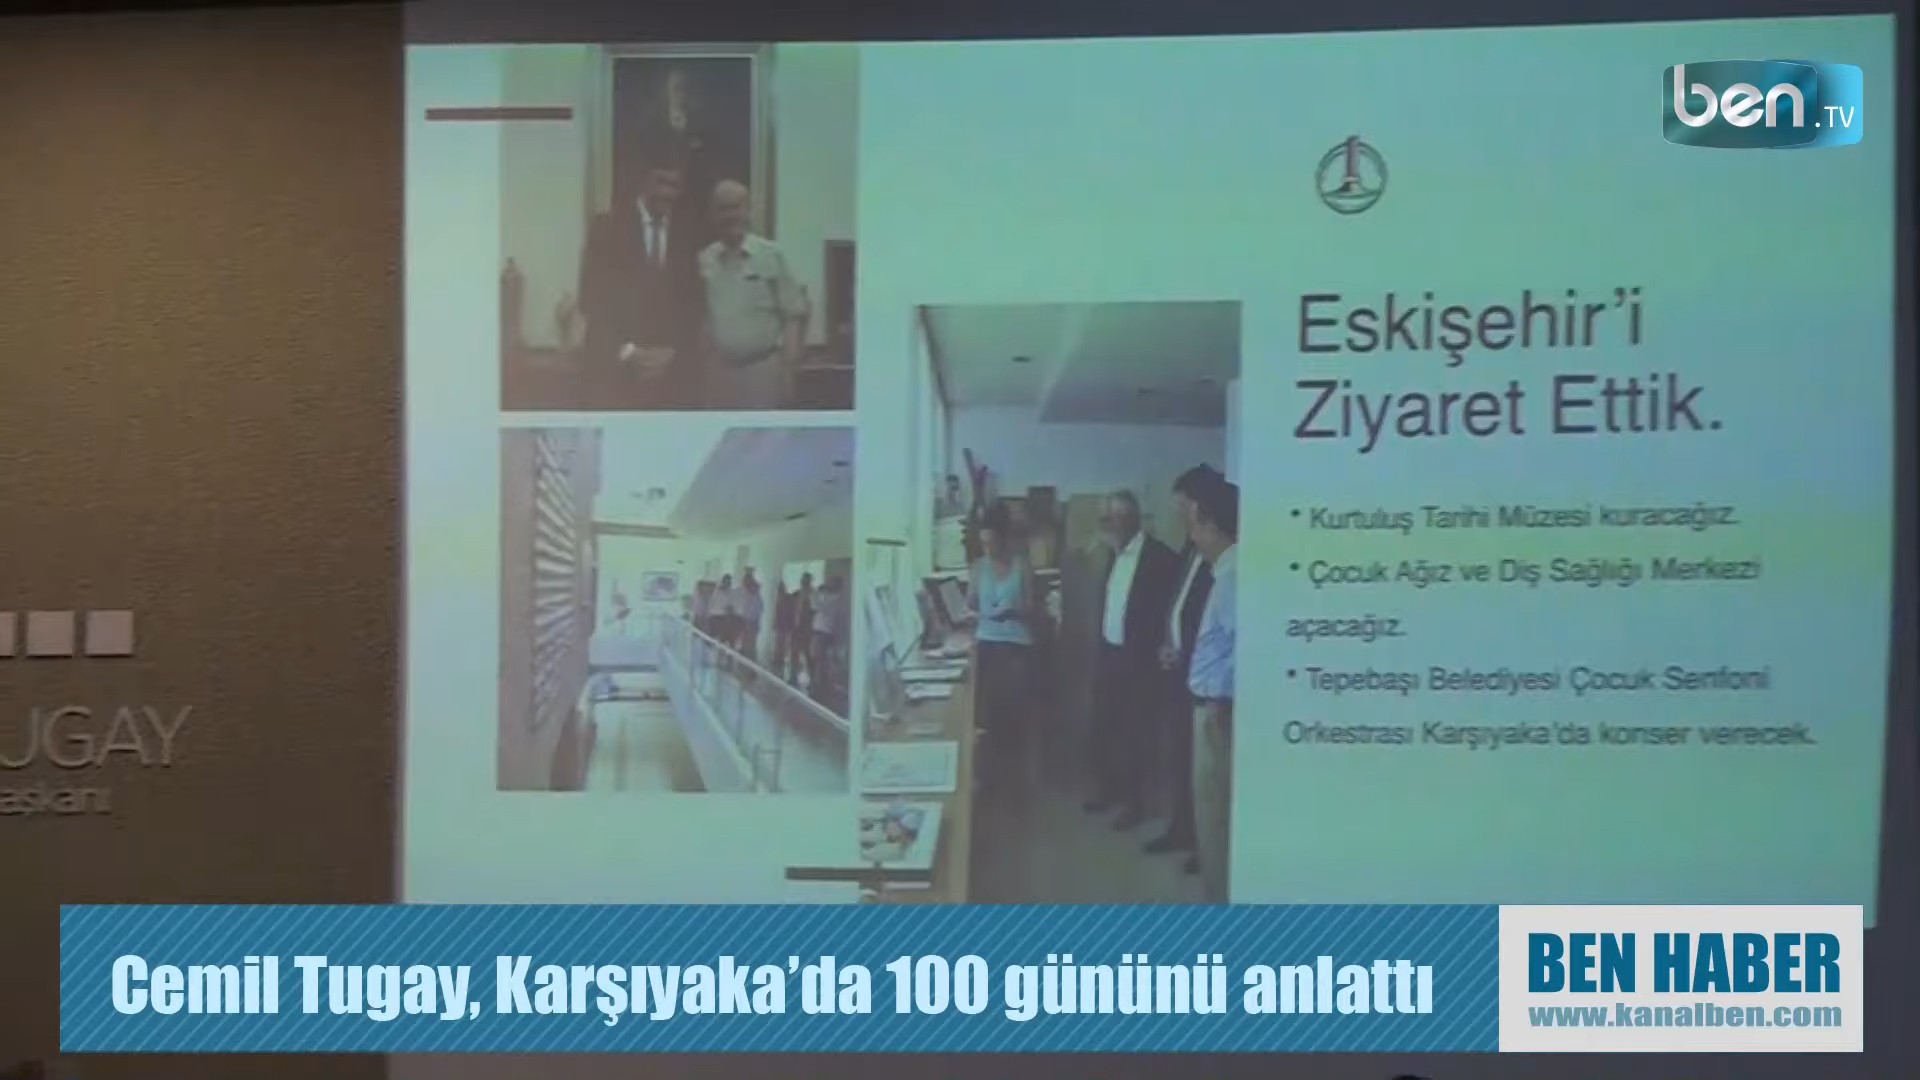 ben.TV
Eskişehir’i
Ziyaret Ettik.
* Kurtuluş Tarihi Müzesi kuracağız.
* Çocuk Ağız ve Diş Sağlığı Merkezi
açacağız.
* Tepebaşı Belediyesi Çocuk Senfoni
Orkestrası Karşıyaka’da konser verecek.
UGAY
aşkanı
Cemil Tugay, Karşıyaka’da 100 gününü anlattı
BEN HABER
www.kanalben.com